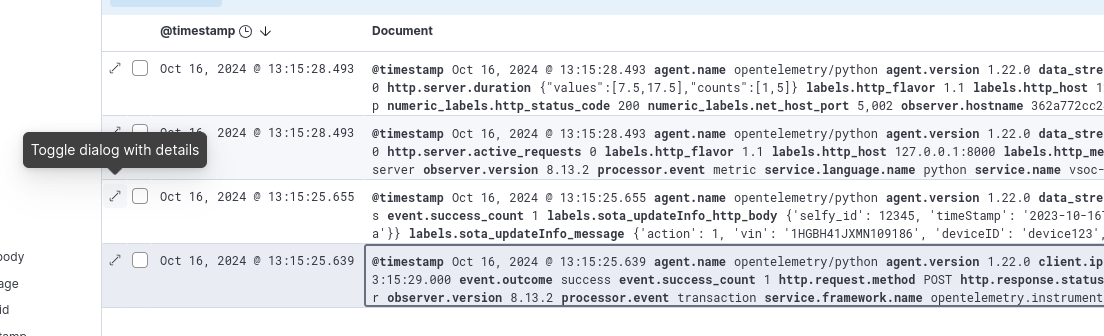 @timestamp Document
Oct 16, 2024 @ 13:15:28.493 @timestamp Oct 16, 2024 @ 13:15:28.493 agent.name opentelemetry/python agent.version 1.22.0 data_stre
0 http.server.duration {"values":[7.5,17.5],"counts":[1,5]} labels.http_flavor 1.1 labels.http_host 1
p numeric_labels.http_status_code 200 numeric_labels.net_host_port 5,002 observer.hostname 362a772cc2
Oct 16, 2024 @ 13:15:28.493 @timestamp Oct 16, 2024 @ 13:15:28.493 agent.name opentelemetry/python agent.version 1.22.0 data_stre
Toggle dialog with details
0 http.server.active_requests 0 labels.http_flavor 1.1 labels.http_host 127.0.0.1:8000 labels.http_me
server observer.version 8.13.2 processor.event metric service.language.name python service.name vsoc-
Oct 16, 2024 @ 13:15:25.655 @timestamp Oct 16, 2024 @ 13:15:25.655 agent.name opentelemetry/python agent.version 1.22.0 data_stre
s event.success_count 1 labels.sota_updateInfo_http_body {'selfy_id': 12345, 'timeStamp': '2023-10-16T
a'}} labels.sota_updateInfo_message {'action': 1, 'vin': '1HGBH41JXMN109186', 'deviceID': 'device123',
Oct 16, 2024 @ 13:15:25.639 @timestamp Oct 16, 2024 @ 13:15:25.639 agent.name opentelemetry/python agent.version 1.22.0 client.ip
ody
3:15:29.000 event.outcome success event.success_count 1 http.request.method POST http.response.status
age
r observer.version 8.13.2 processor.event transaction service.framework.name opentelemetry.instrument
id